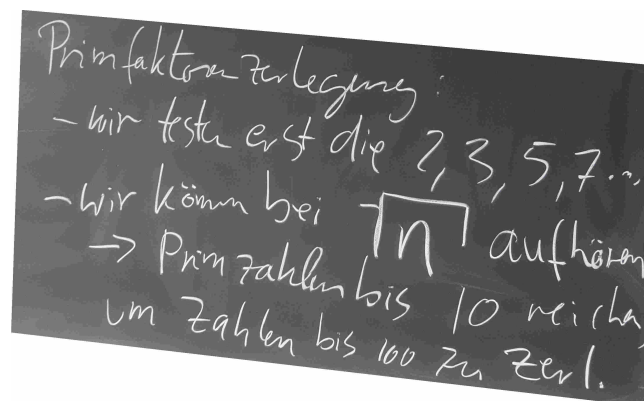 Primfaktorenzerlegung:
- wir testen erst die 2, 3, 5, 7...,
- wir können bei √n aufhören
→ Primzahlen bis 10 reichen,
um Zahlen bis 100 zu zerl.